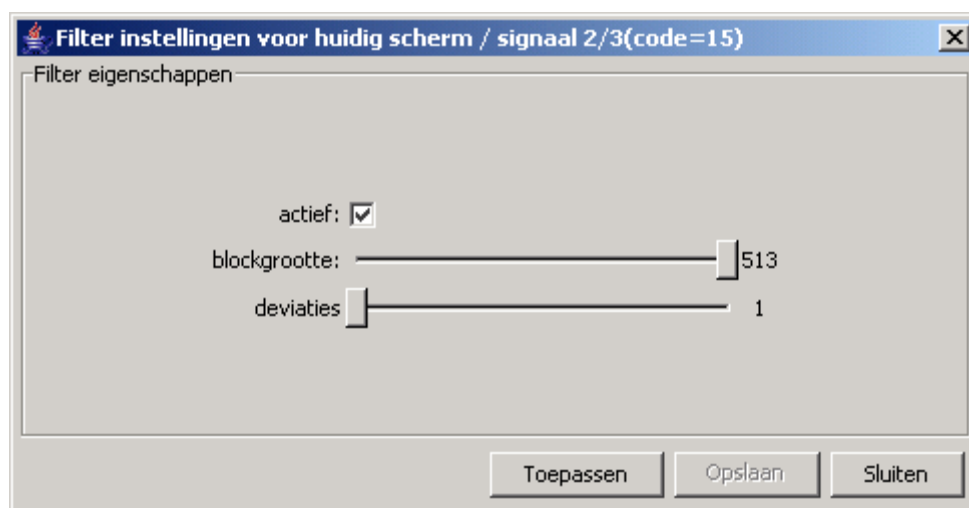 Filter instellingen voor huidig scherm / signaal 2/3(code=15)
Filter eigenschappen
actief:
blockgrootte: 513
deviaties 1
Toepassen Opslaan Sluiten